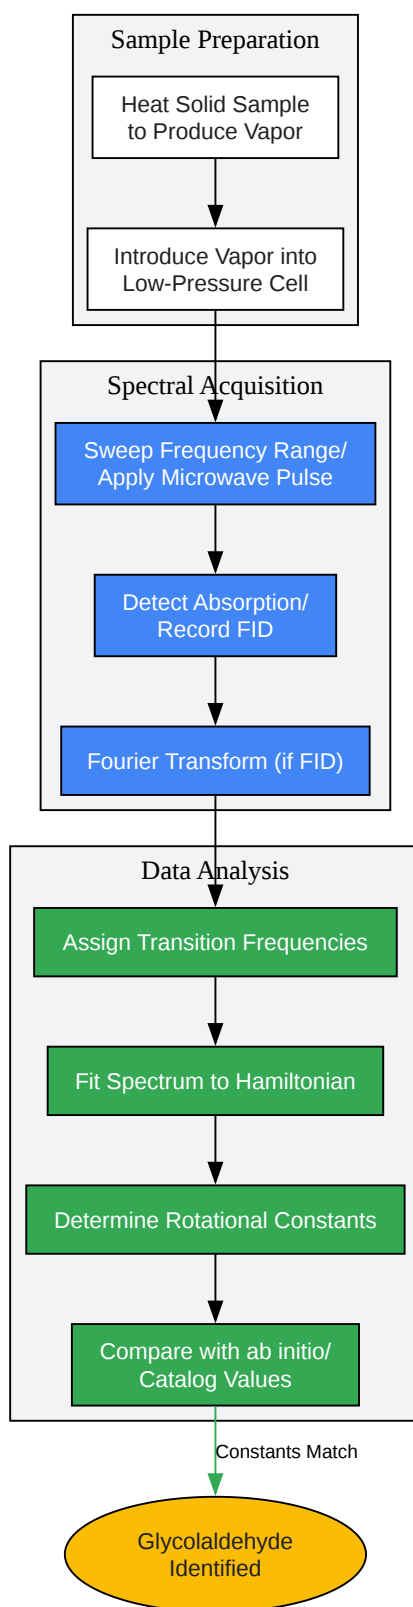 Sample Preparation
Heat Solid Sample
to Produce Vapor
Introduce Vapor into
Low-Pressure Cell
Spectral Acquisition
Sweep Frequency Range/
Apply Microwave Pulse
Detect Absorption/
Record FID
Fourier Transform (if FID)
Data Analysis
Assign Transition Frequencies
Fit Spectrum to Hamiltonian
Determine Rotational Constants
Compare with ab initio/
Catalog Values
Constants Match
Glycolaldehyde
Identified